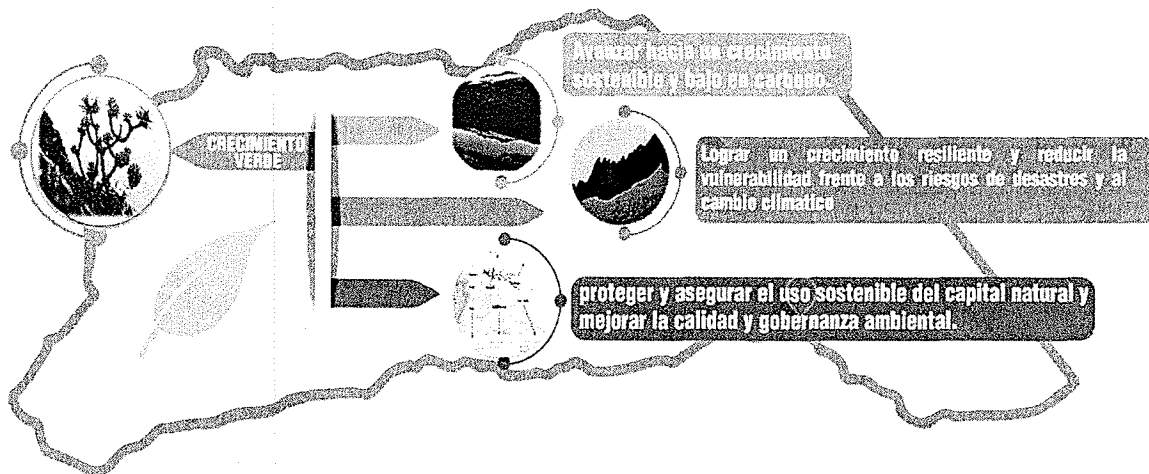 Avanzar hacia un crecimiento
sostenible y bajo en carbono.
CRECIMIENTO
VERDE
Lograr un crecimiento resiliente y reducir la
vulnerabilidad frente a los riesgos de desastres y al
cambio climatico
proteger y asegurar el uso sostenible del capital natural y
mejorar la calidad y gobernanza ambiental.